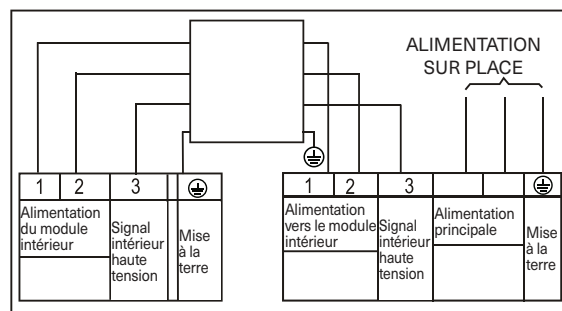 ALIMENTATION
SUR PLACE
1 2 3
Alimentation
du module
intérieur
Signal
intérieur
haute
tension
Mise
à la
terre
1 2 3
Alimentation
vers le module
intérieur
Signal
intérieur
haute
tension
Alimentation
principale
Mise
à la
terre